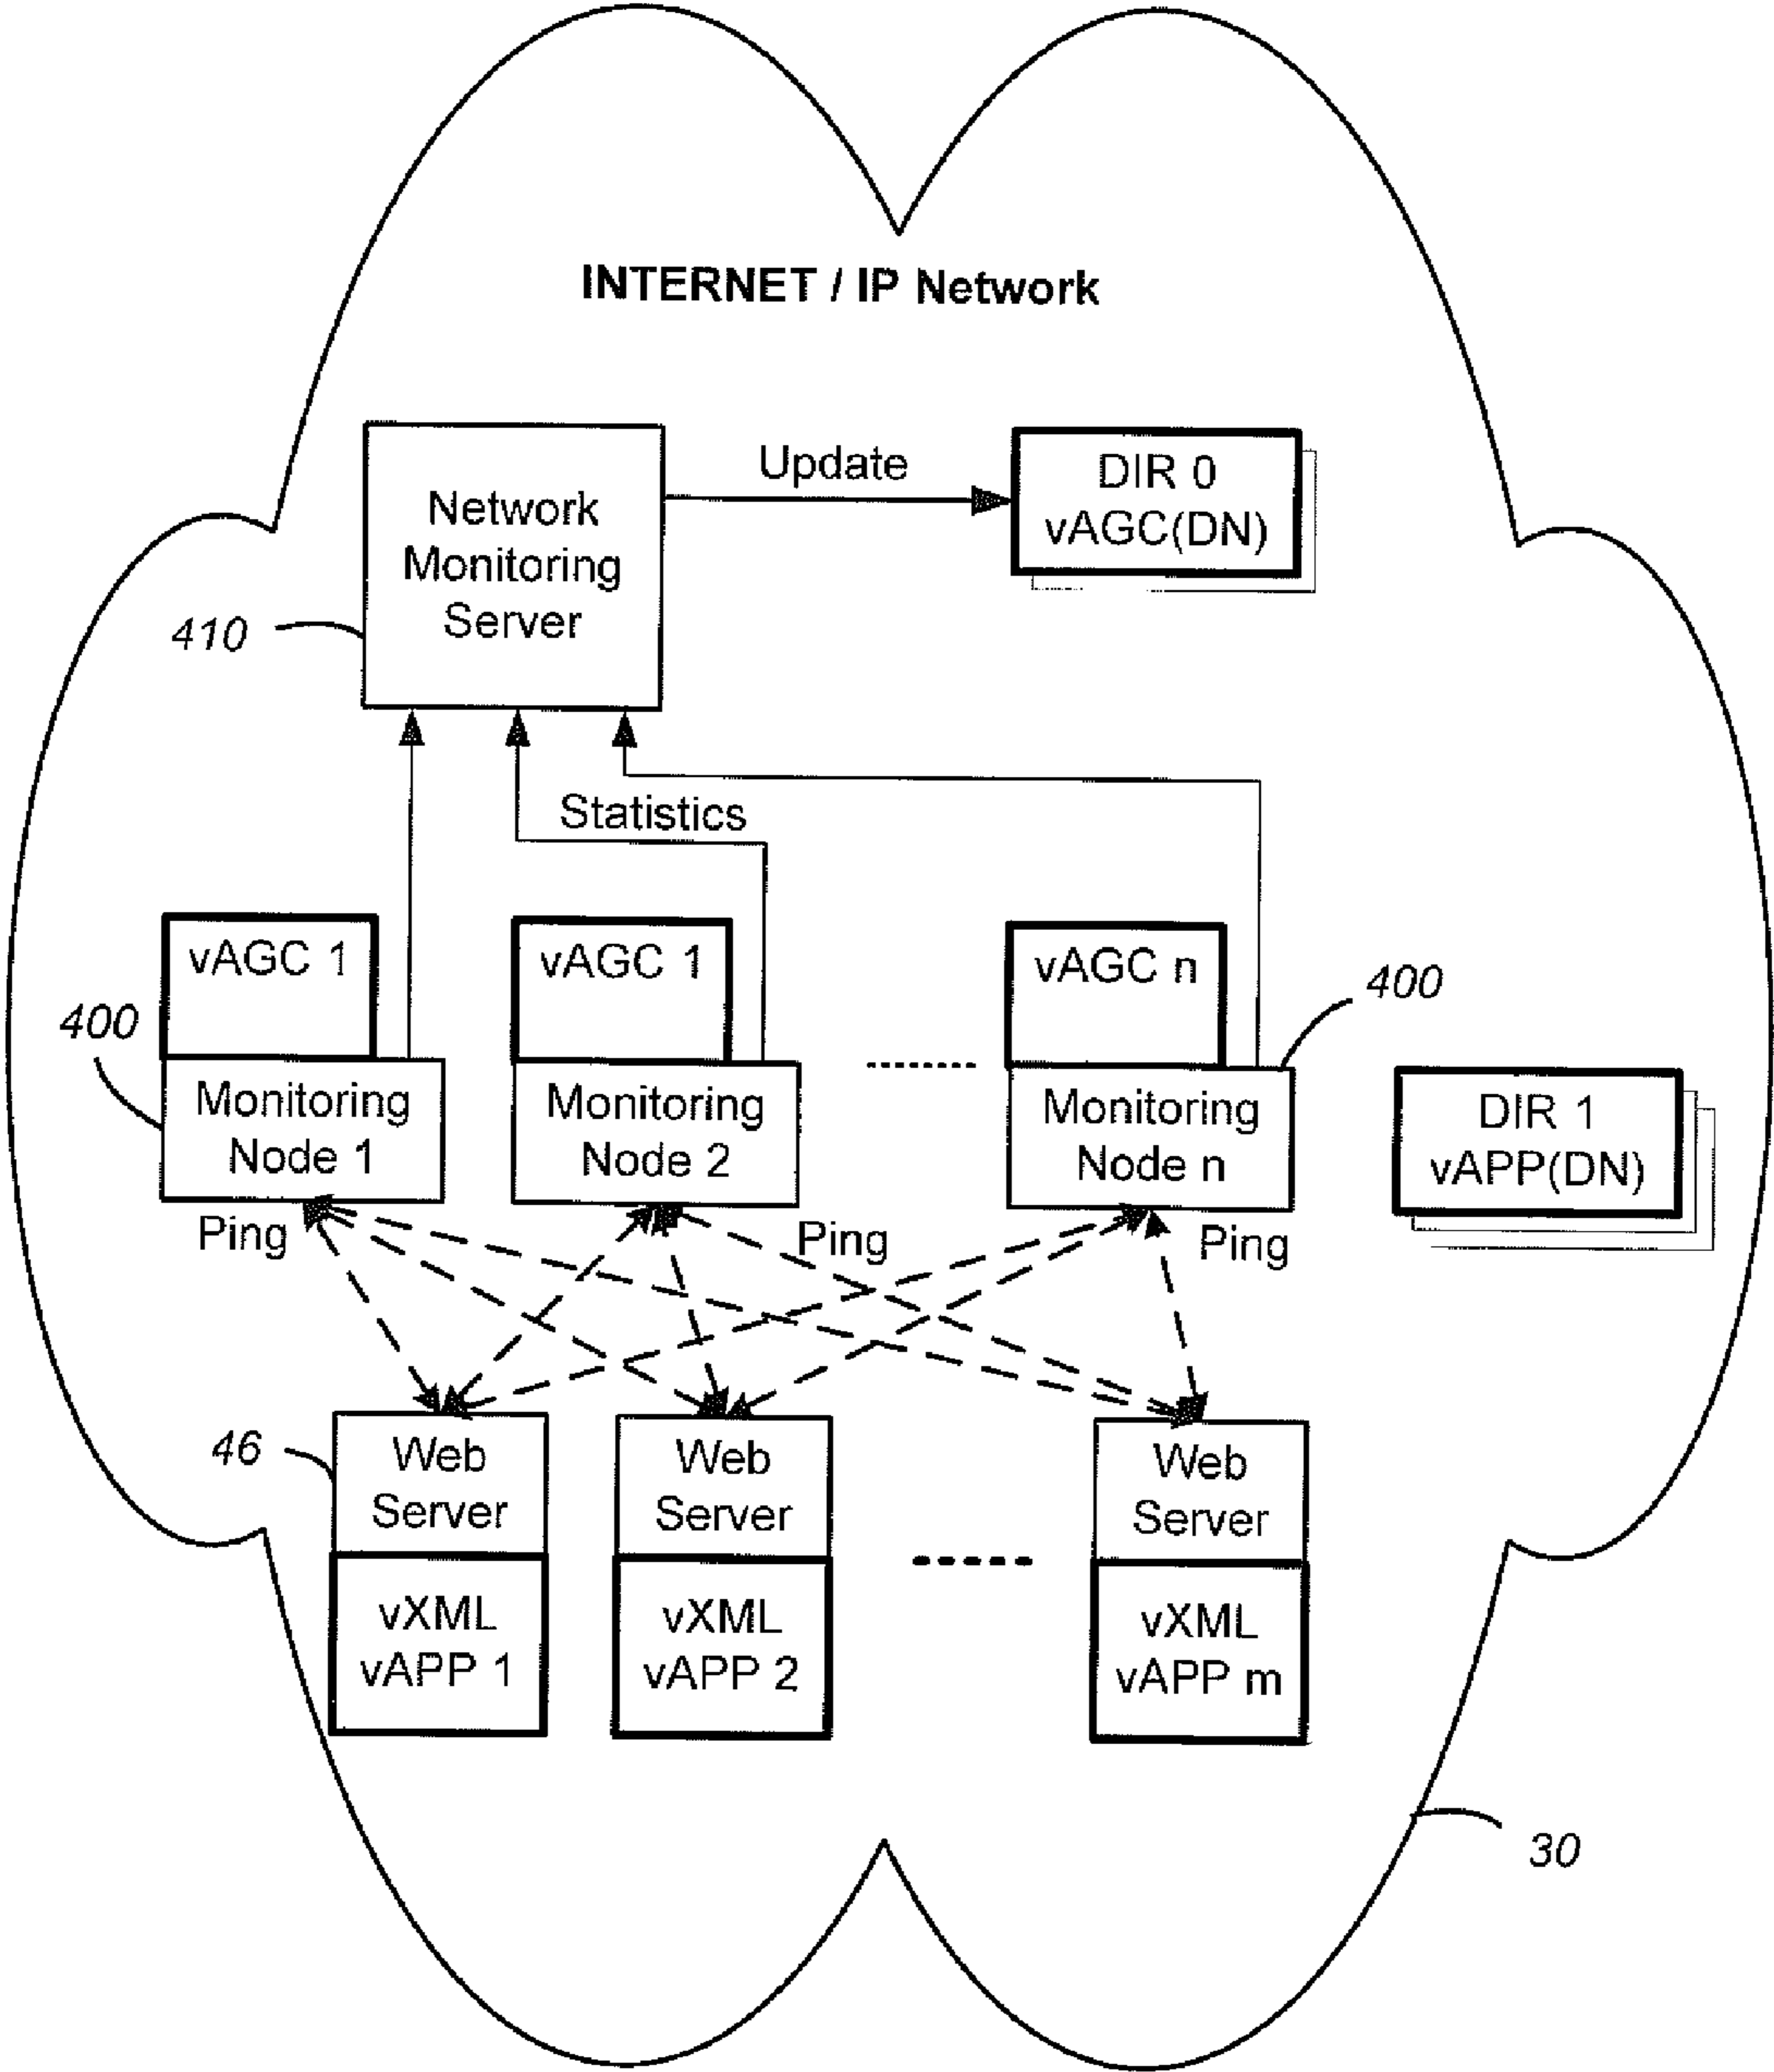 INTERNET / IP Network
Update
DIR 0
vAGC(DN)
Network
Monitoring
Server
410
Statistics
vAGC 1
vAGC 1
vAGC n
400
400
Monitoring
Node 1
Monitoring
Node 2
Monitoring
Node n
DIR 1
vAPP(DN)
Ping
Ping
Ping
46
Web
Server
Web
Server
Web
Server
vXML
vAPP 1
vXML
vAPP 2
vXML
vAPP m
30